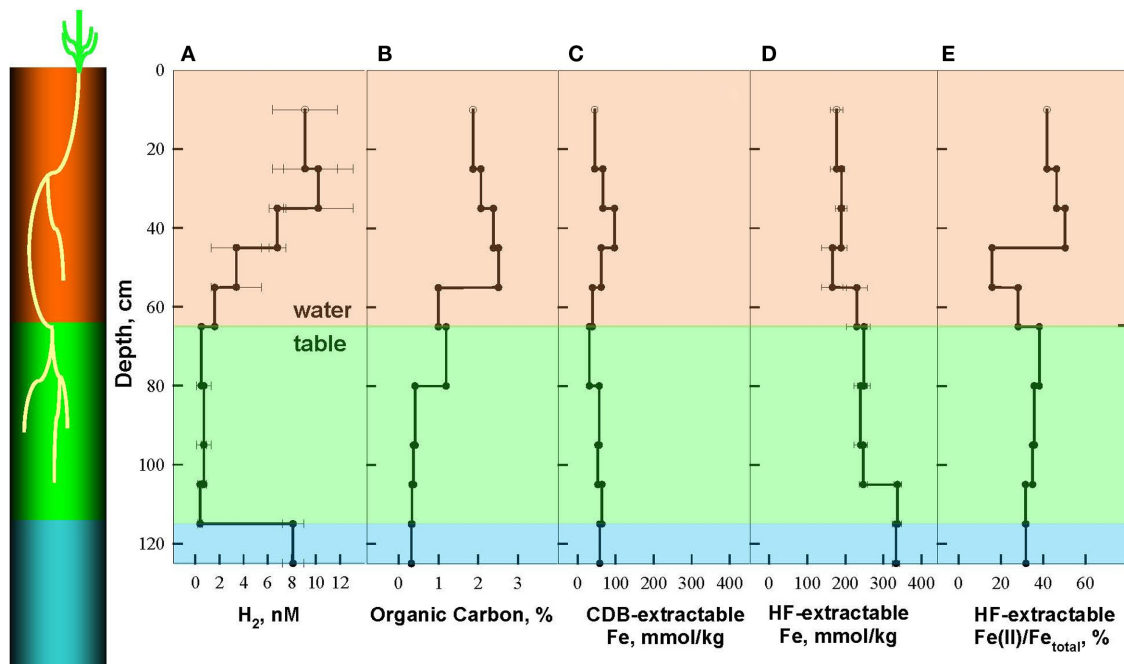 A B C D E
0
20
40
60
80
100
120
Depth, cm
water
table
0 2 4 6 8 10 12
0 1 2 3
0 100 200 300 400
0 100 200 300 400
0 20 40 60
H2, nM
Organic Carbon, %
CDB-extractable
Fe, mmol/kg
HF-extractable
Fe, mmol/kg
HF-extractable
Fe(II)/Fetotal, %